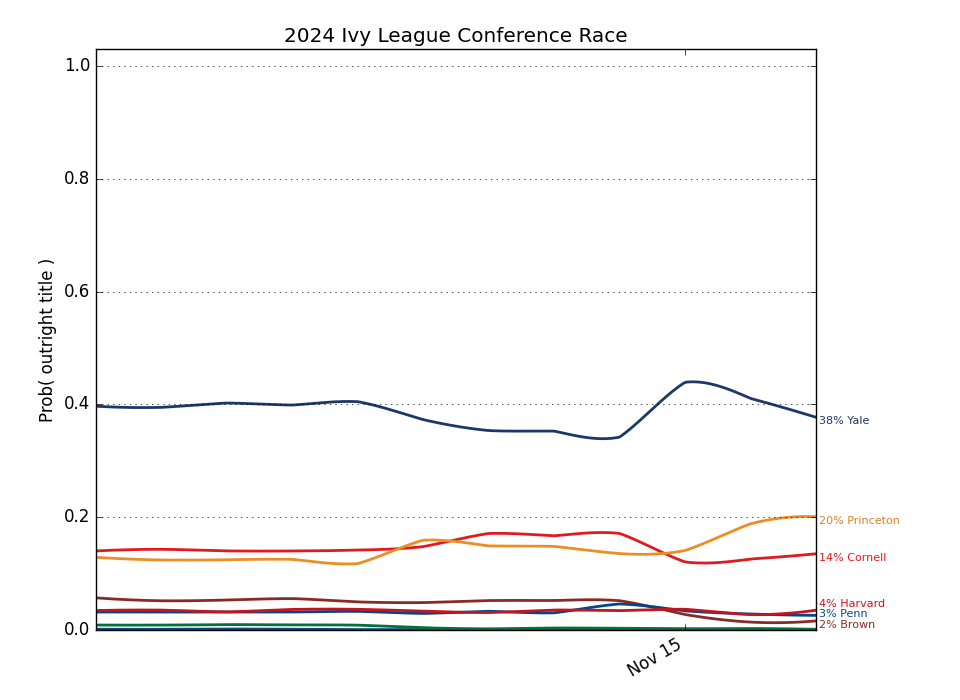 2024 Ivy League Conference Race
1.0
0.8
0.6
0.4
0.2
0.0
Prob( outright title )
38% Yale
20% Princeton
14% Cornell
4% Harvard
3% Penn
2% Brown
Nov 15